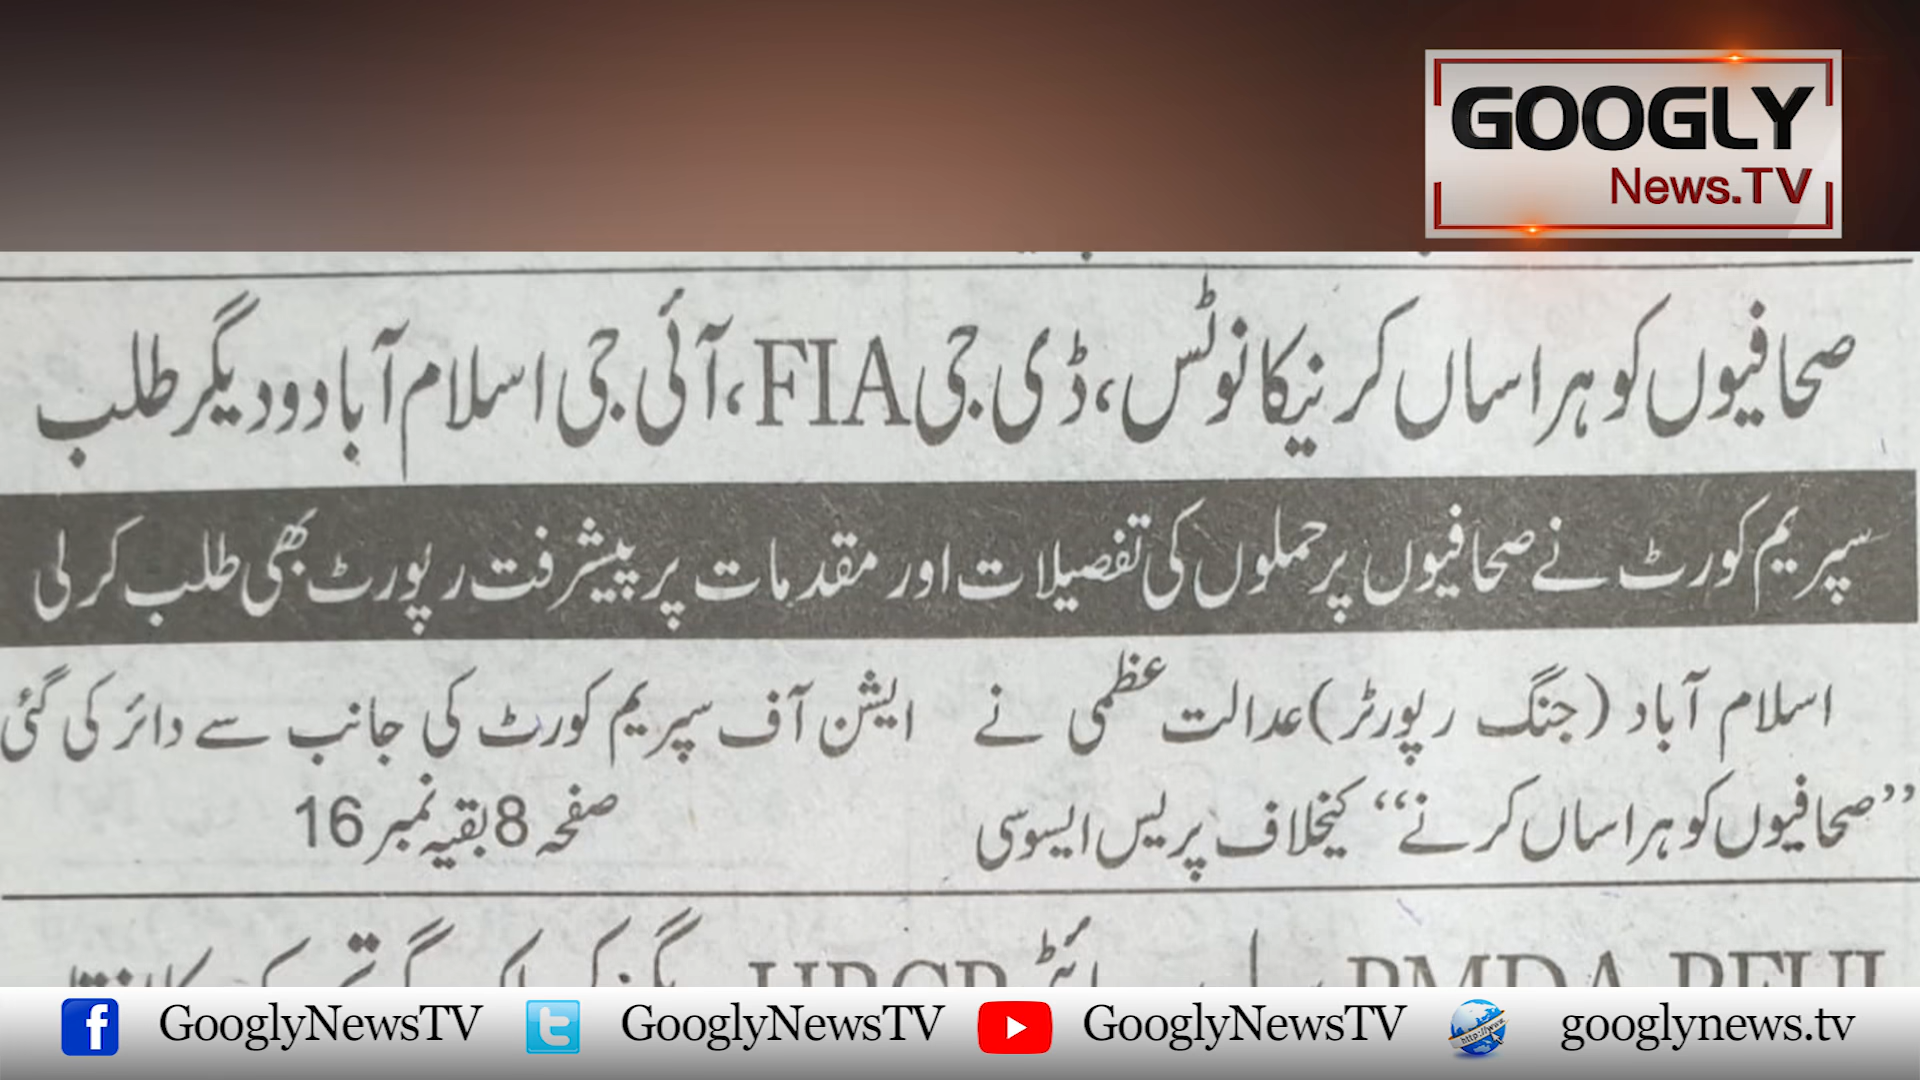 GOOGLY
News.TV
صحافیوں کو ہراساں کرنیکا نوٹس، ڈی جی FIA، آئی جی اسلام آباد و دیگر طلب
سپریم کورٹ نے صحافیوں پر حملوں کی تفصیلات اور مقدمات پر پیشرفت رپورٹ بھی طلب کر لی
اسلام آباد (جنگ رپورٹر) عدالت عظمی نے
”صحافیوں کو ہراساں کرنے“ کیخلاف پریس ایسوسی
ایشن آف سپریم کورٹ کی جانب سے دائر کی گئی
صفحہ 8 بقیہ نمبر 16
GooglyNewsTV GooglyNewsTV GooglyNewsTV googlynews.tv